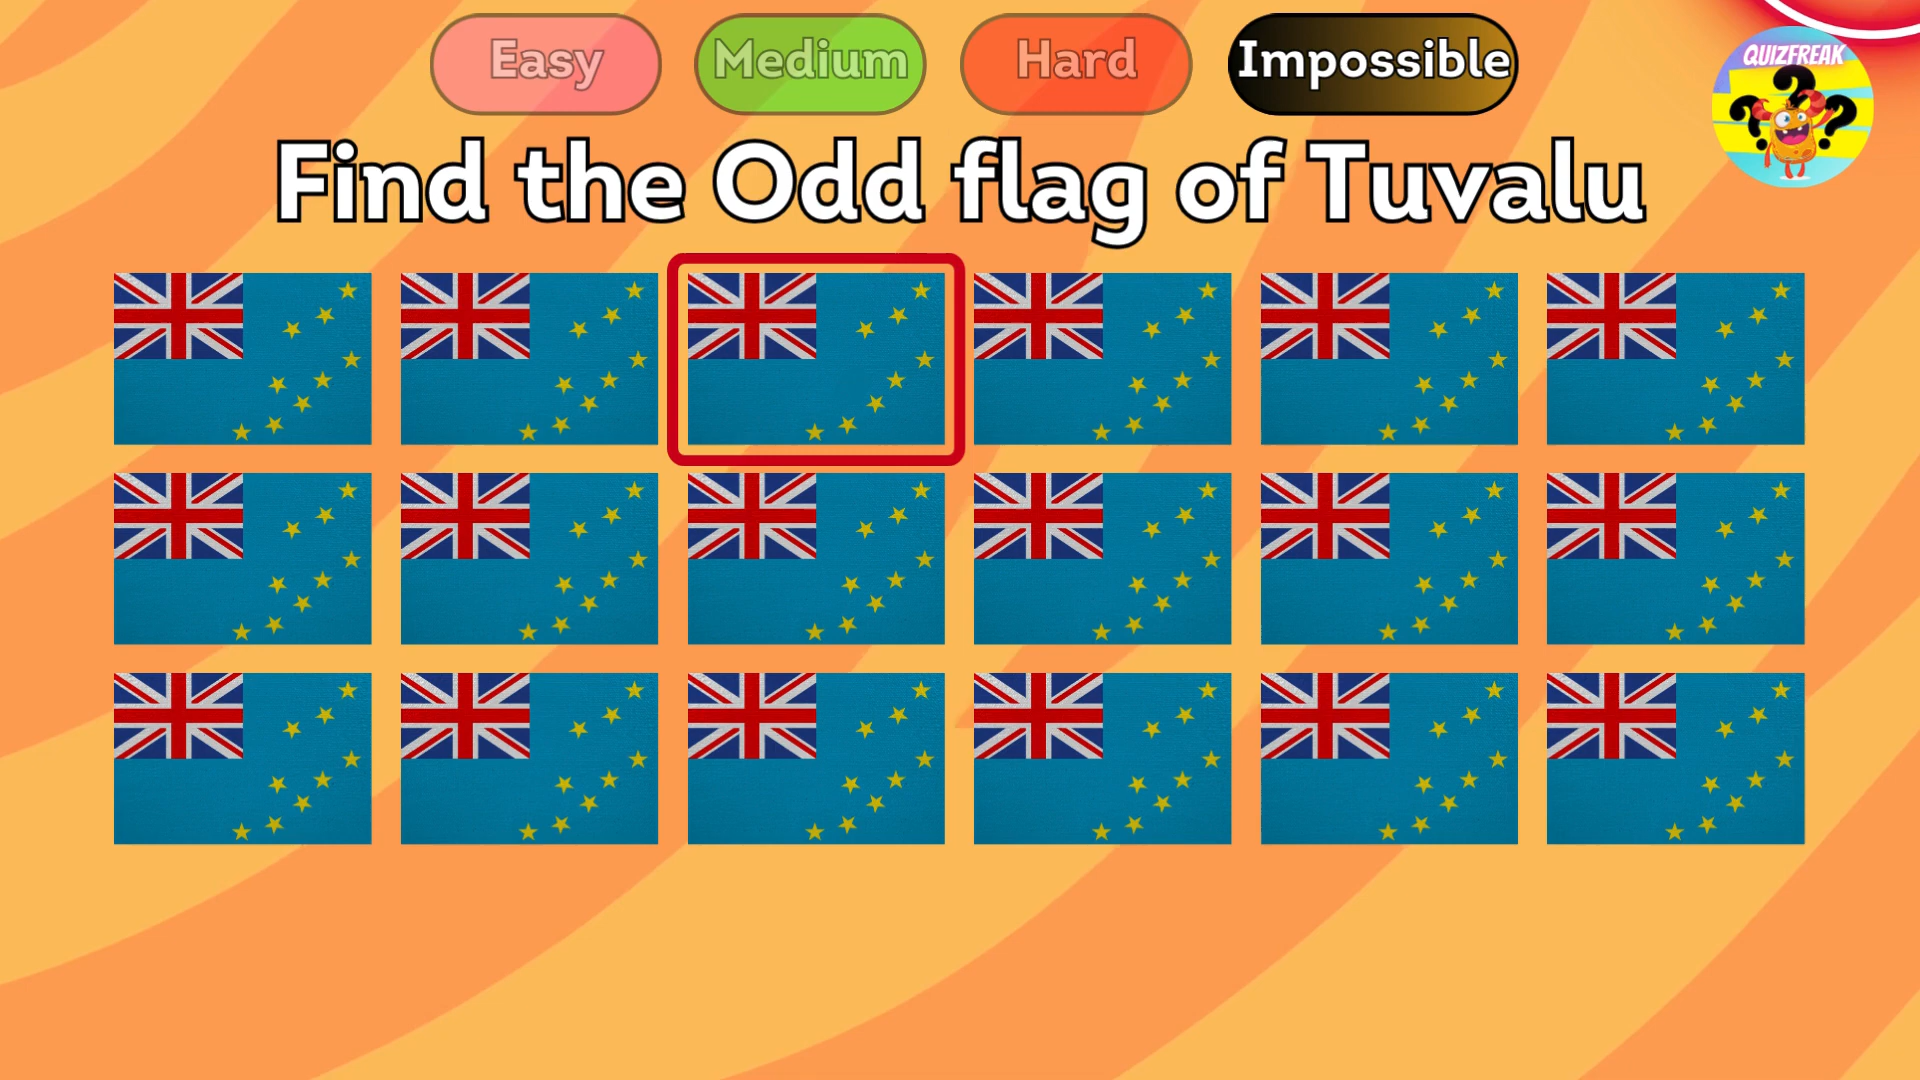 Easy Medium Hard Impossible
QUIZFREAK
Find the Odd flag of Tuvalu